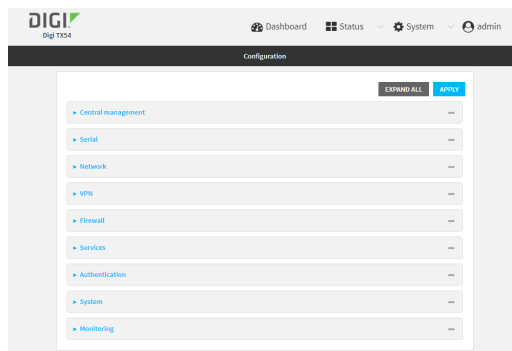 DIGI
Dashboard Status System admin
Digi TX54
Configuration
EXPAND ALL APPLY
Central management
Serial
Network
VPN
Firewall
Services
Authentication
System
Monitoring